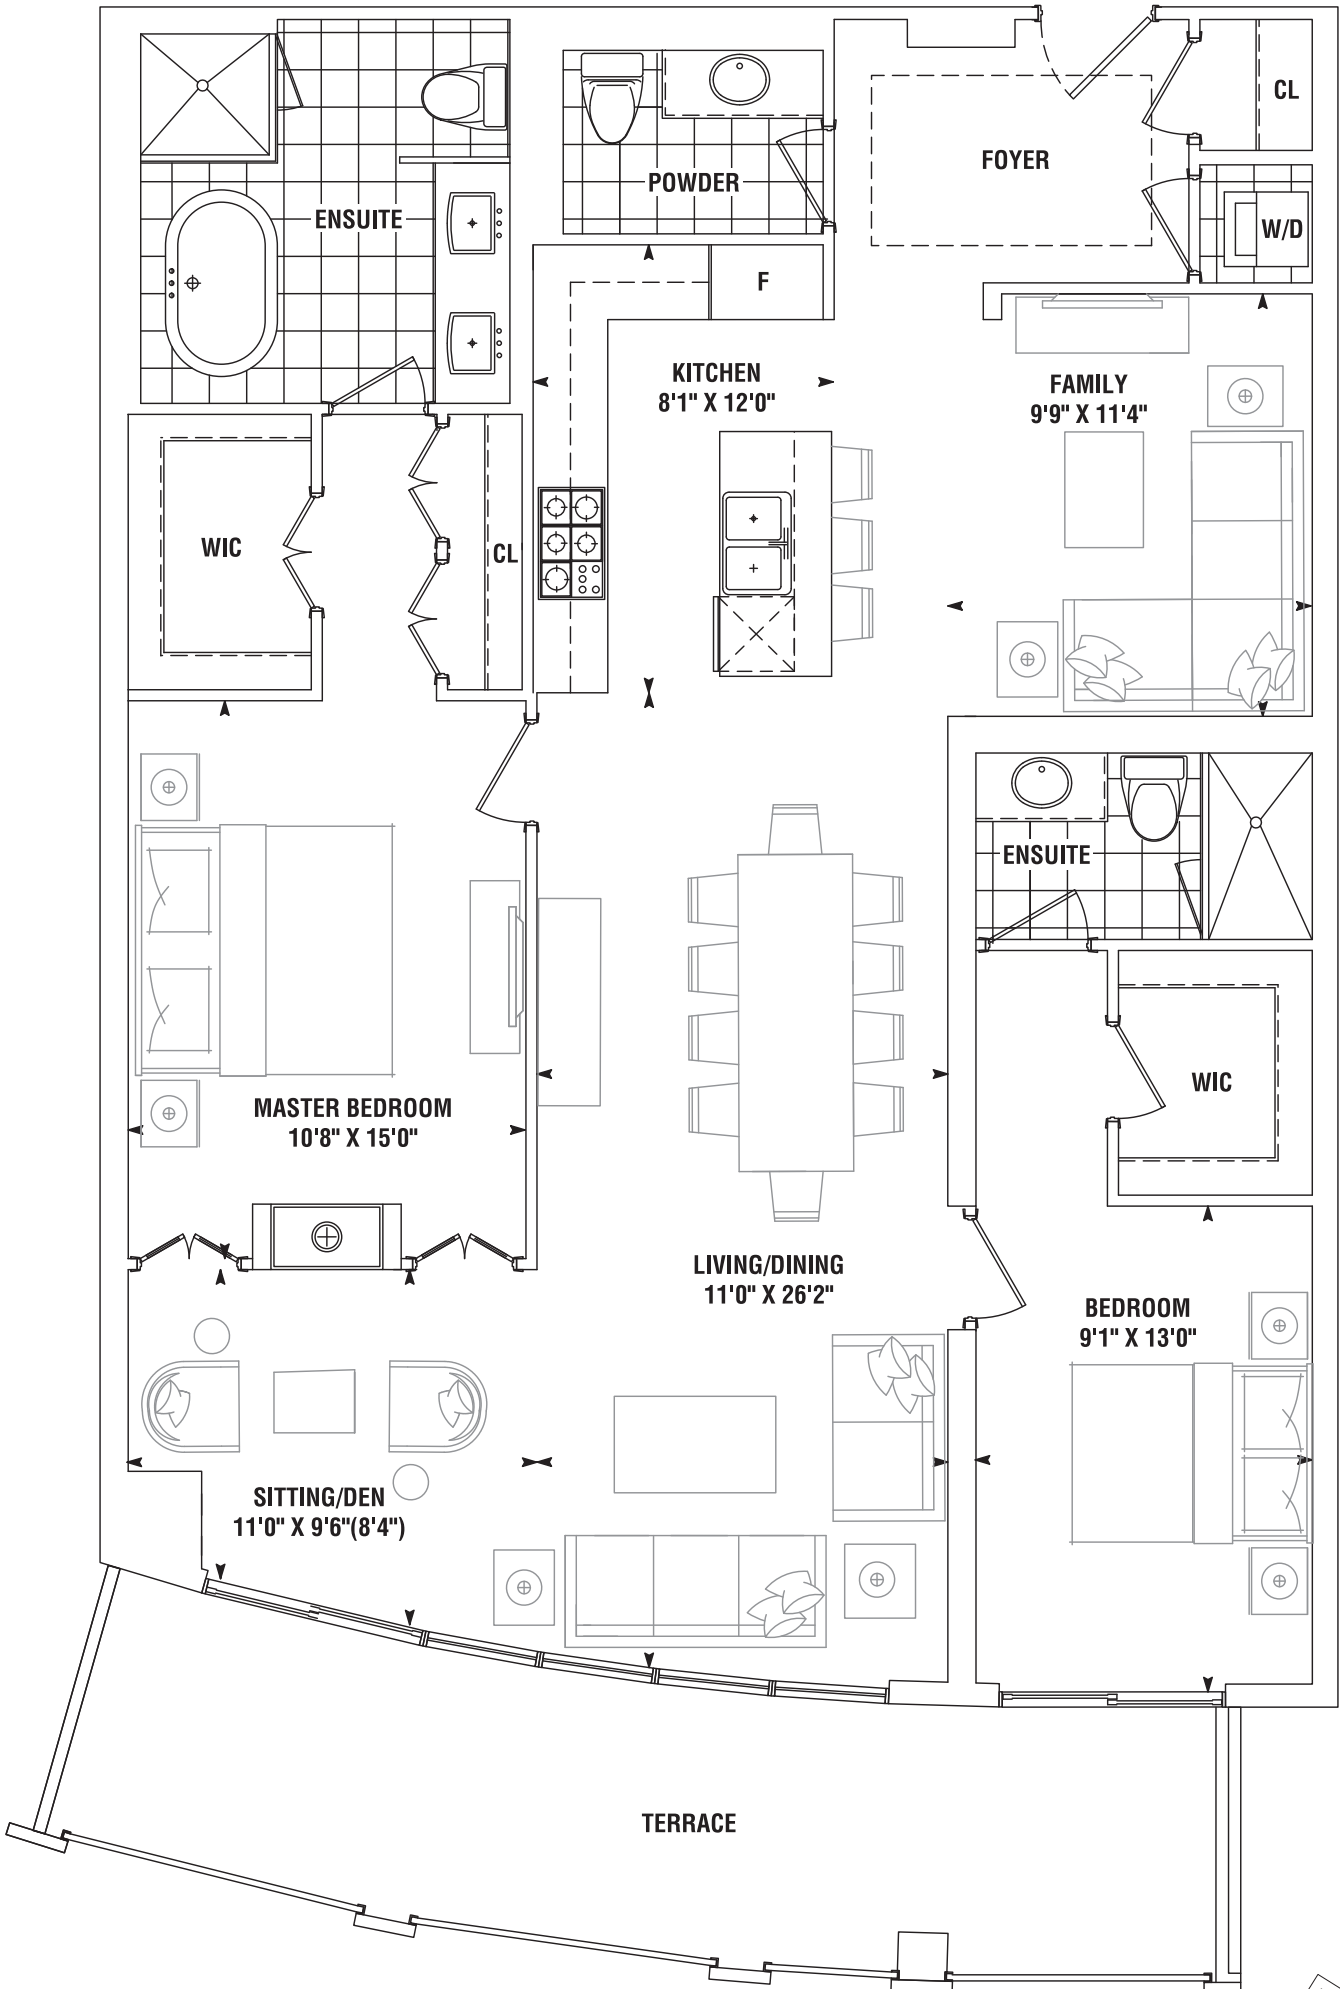 CL
FOYER
POWDER
ENSUITE
W/D
F
KITCHEN
8'1" X 12'0"
FAMILY
9'9" X 11'4"
WIC
CL
ENSUITE
WIC
MASTER BEDROOM
10'8" X 15'0"
LIVING/DINING
11'0" X 26'2"
BEDROOM
9'1" X 13'0"
SITTING/DEN
11'0" X 9'6"(8'4")
TERRACE